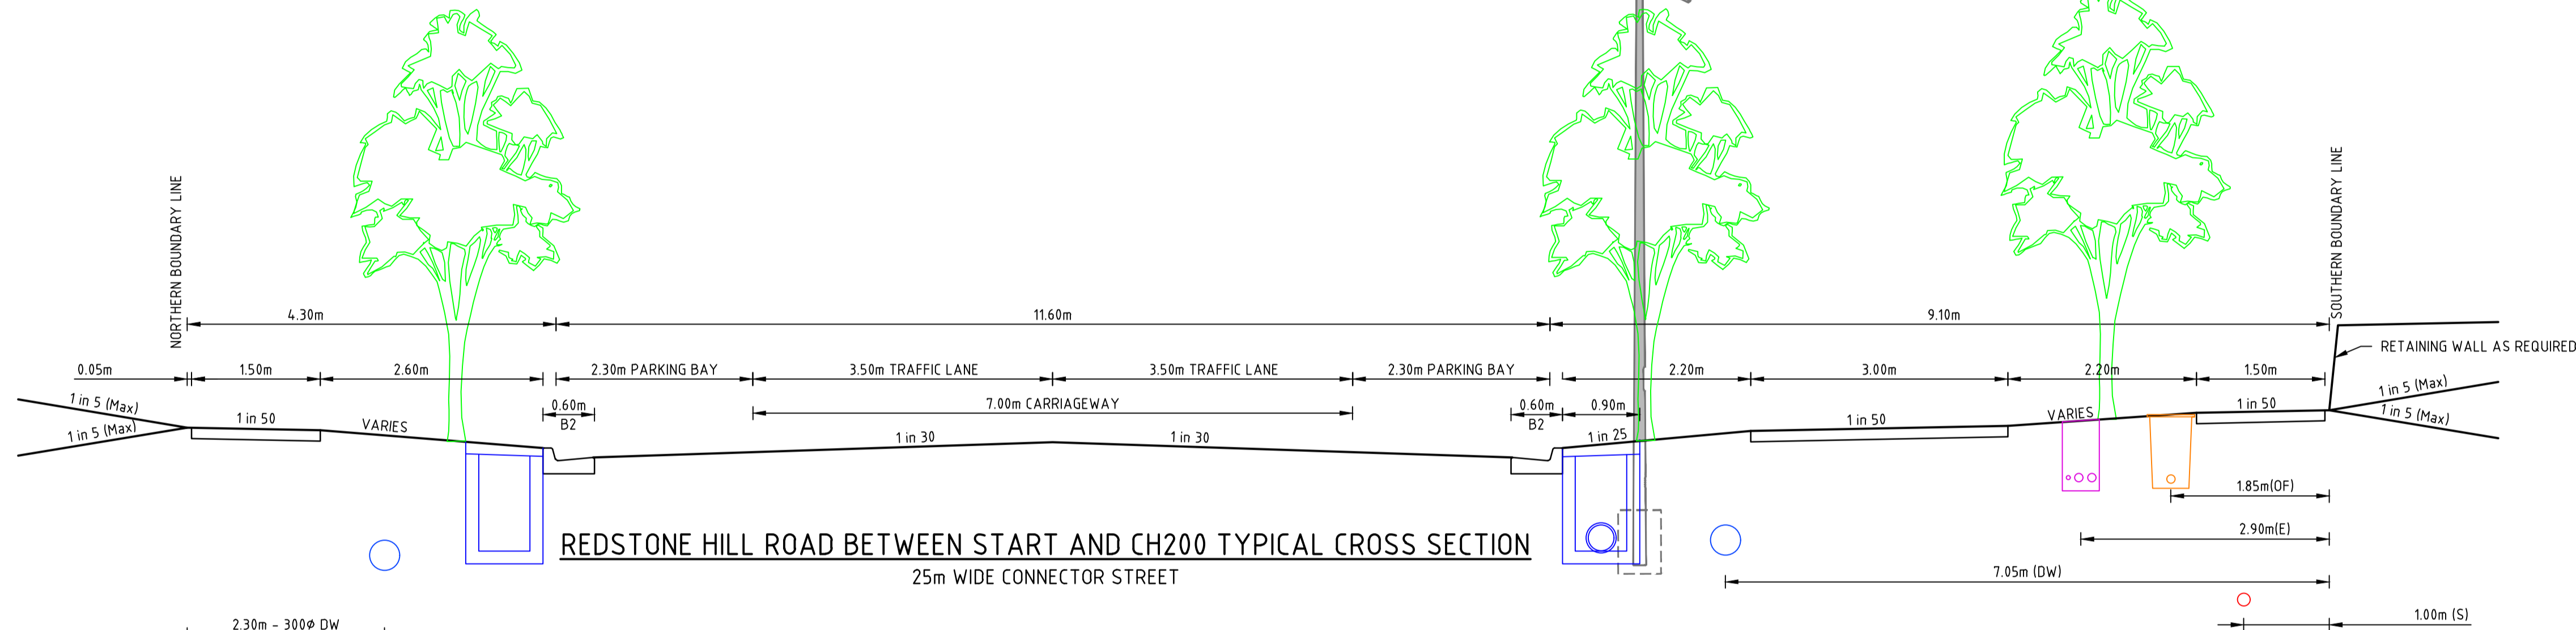 NORTHERN BOUNDARY LINE
SOUTHERN BOUNDARY LINE
4.30m
11.60m
9.10m
RETAINING WALL AS REQUIRED
0.05m
1.50m
2.60m
2.30m PARKING BAY
3.50m TRAFFIC LANE
3.50m TRAFFIC LANE
2.30m PARKING BAY
2.20m
3.00m
2.20m
1.50m
1 in 5 (Max)
1 in 5 (Max)
1 in 50
VARIES
0.60m
B2
7.00m CARRIAGEWAY
1 in 30
1 in 30
0.60m
B2
0.90m
1 in 25
1 in 50
VARIES
1 in 50
1 in 5 (Max)
1 in 5 (Max)
1.85m(OF)
2.90m(E)
7.05m (DW)
1.00m (S)
REDSTONE HILL ROAD BETWEEN START AND CH200 TYPICAL CROSS SECTION
25m WIDE CONNECTOR STREET
2.30m - 300ø DW